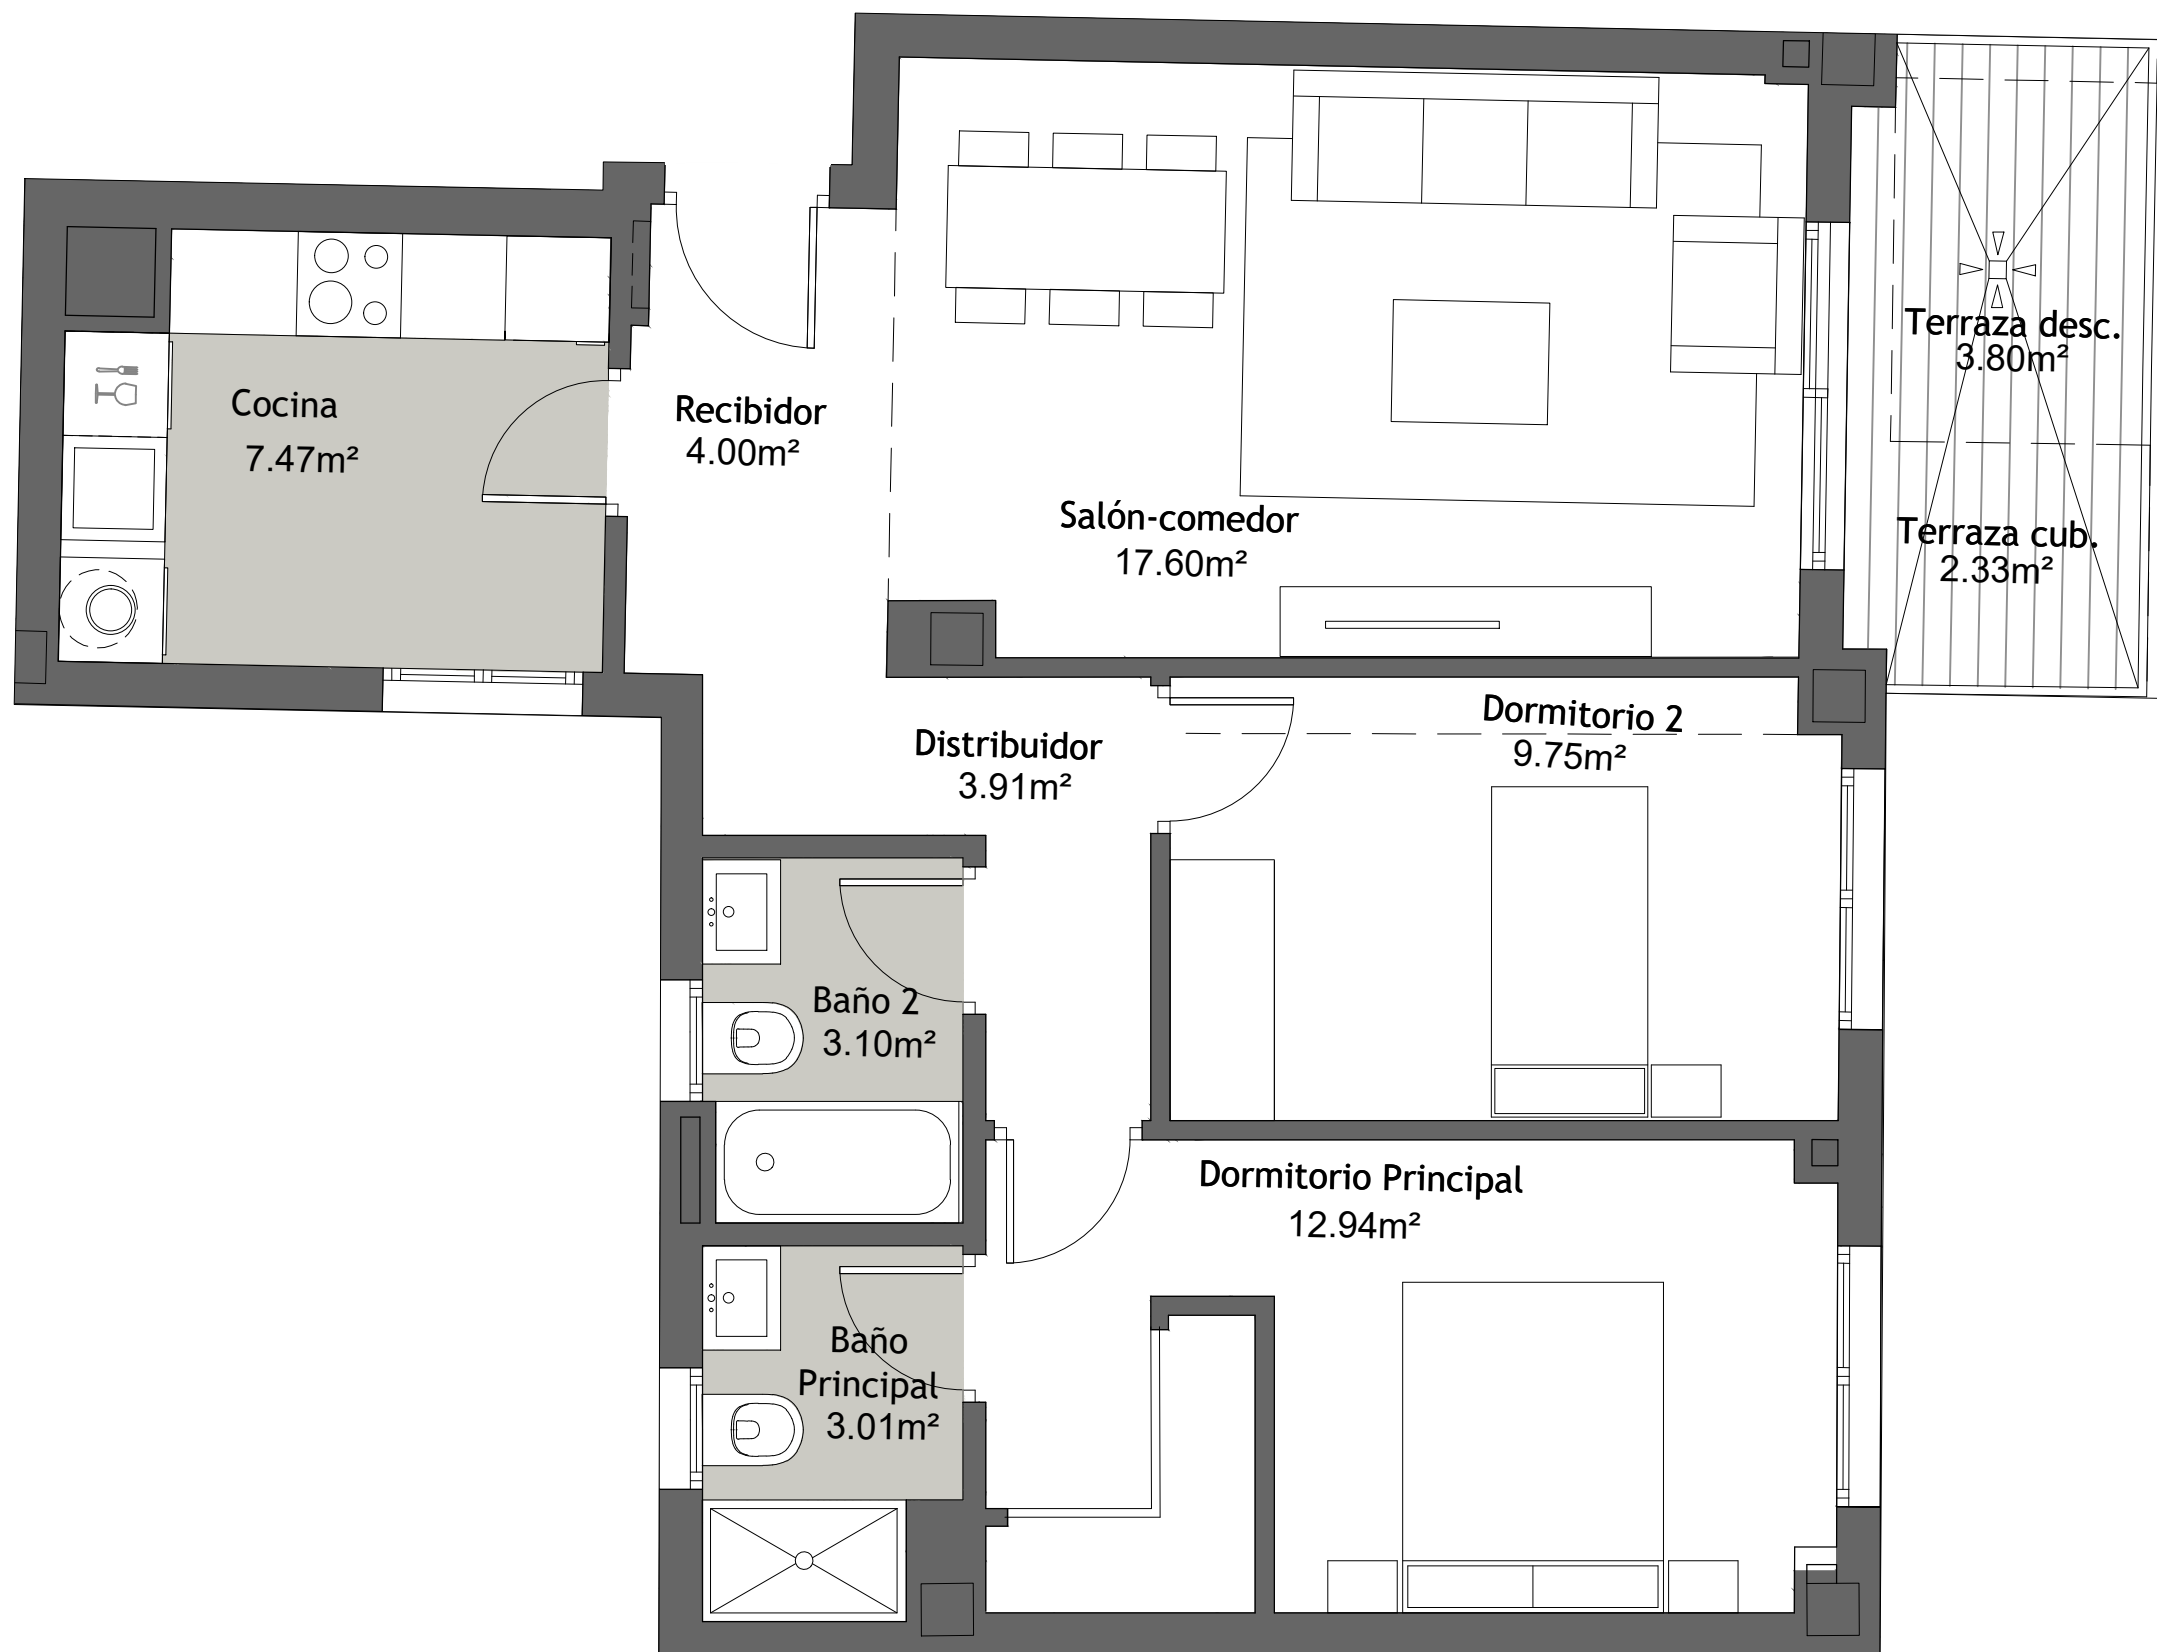 Terraza desc.
3.80m²
Cocina
7.47m²
Recibidor
4.00m²
Salón-comedor
17.60m²
Terraza cub.
2.33m²
Distribuidor
3.91m²
Dormitorio 2
9.75m²
Baño 2
3.10m²
Dormitorio Principal
12.94m²
Baño
Principal
3.01m²